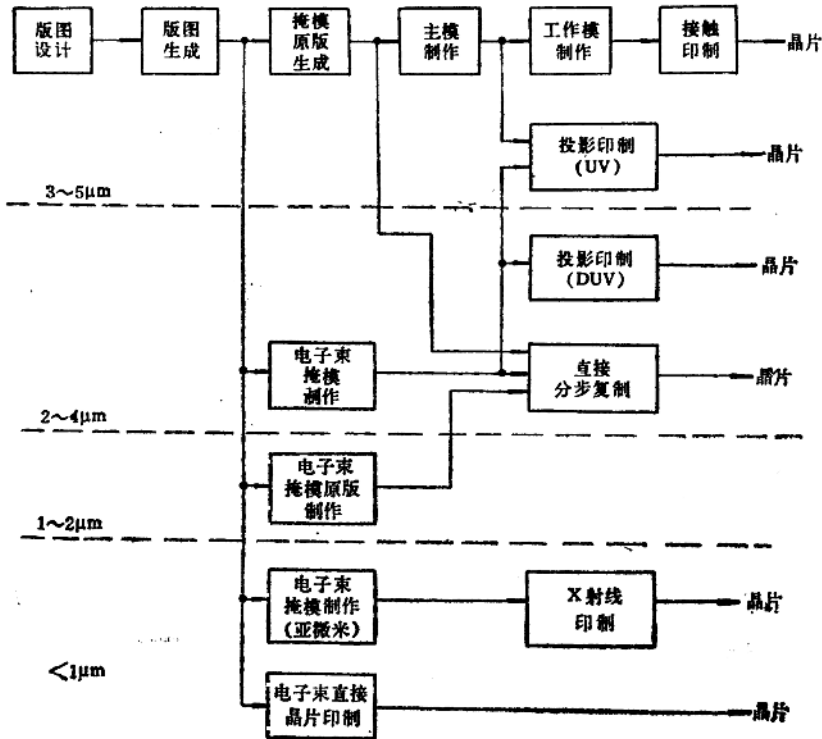 版图
设计
版图
生成
掩模
原版
生成
主模
制作
工作模
制作
接触
印制
晶片
投影印制
(UV)
晶片
3～5μm
投影印制
(DUV)
晶片
电子束
掩模
制作
直接
分步复制
晶片
2～4μm
电子束
掩模原版
制作
1～2μm
电子束
掩模制作
(亚微米)
X射线
印制
晶片
<1μm
电子束直接
晶片印制
晶片